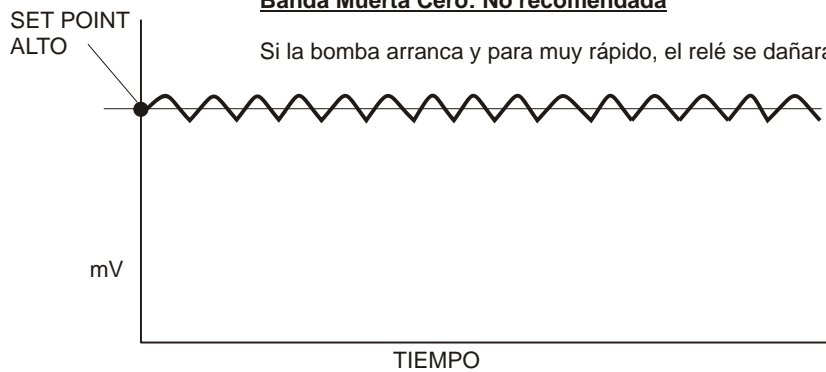 Banda Muerta Cero: No recomendada
SET POINT
ALTO
Si la bomba arranca y para muy rápido, el relé se dañara
mV
TIEMPO